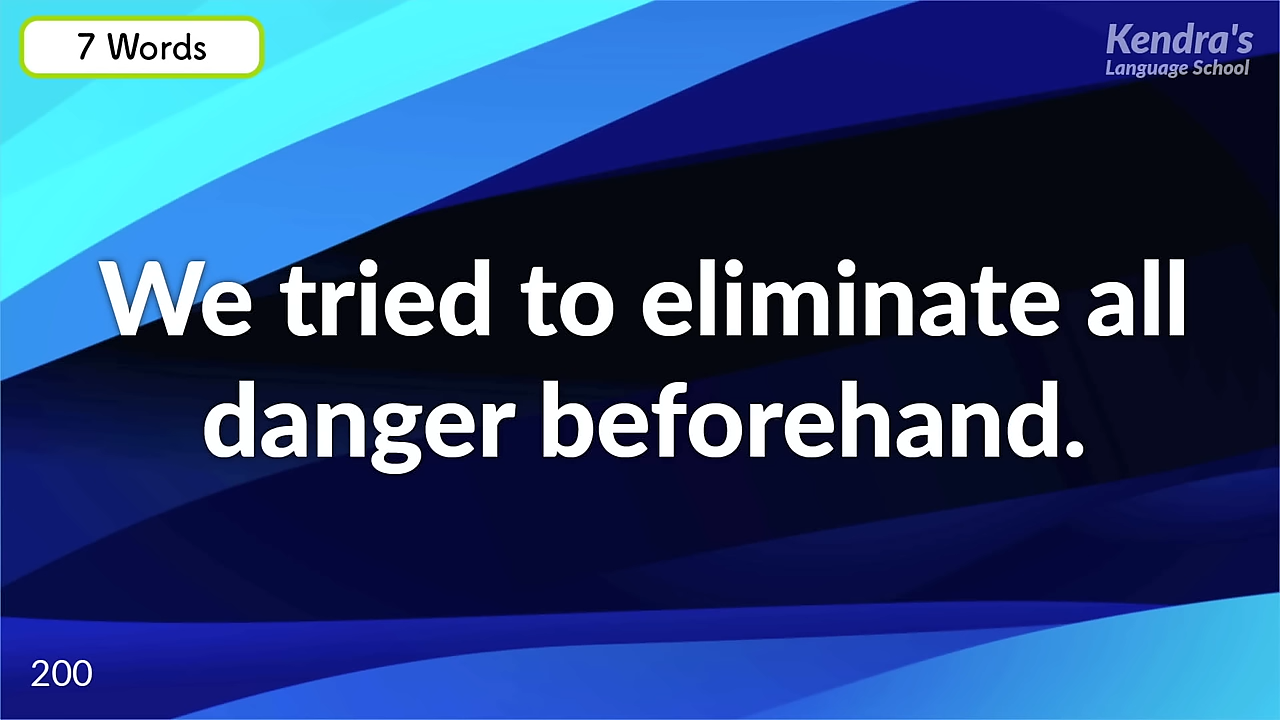 7 Words
Kendra's
Language School
We tried to eliminate all
danger beforehand.
200